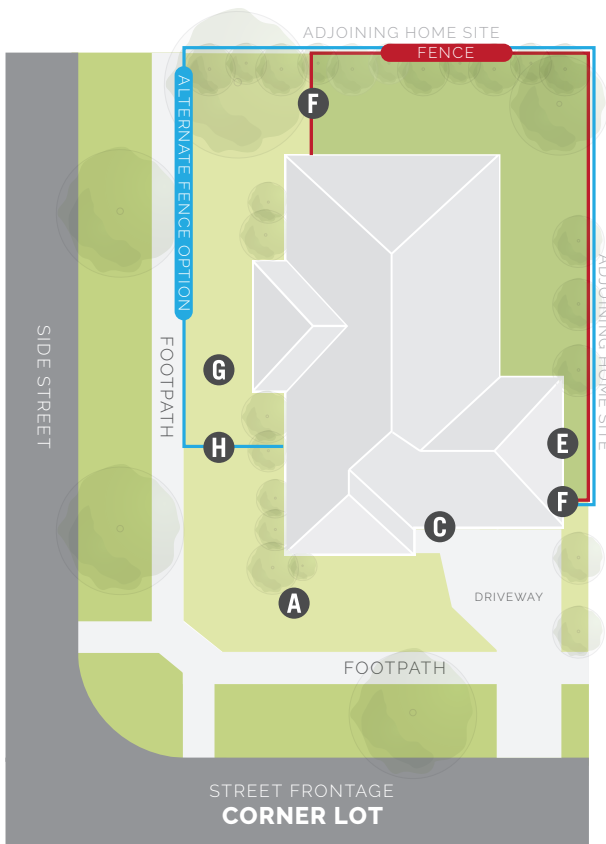 ADJOINING HOME SITE
FENCE
F
ALTERNATE FENCE OPTION
ADJOINING HOME SITE
SIDE STREET
FOOTPATH
G
H
E
F
C
A
DRIVEWAY
FOOTPATH
STREET FRONTAGE
CORNER LOT